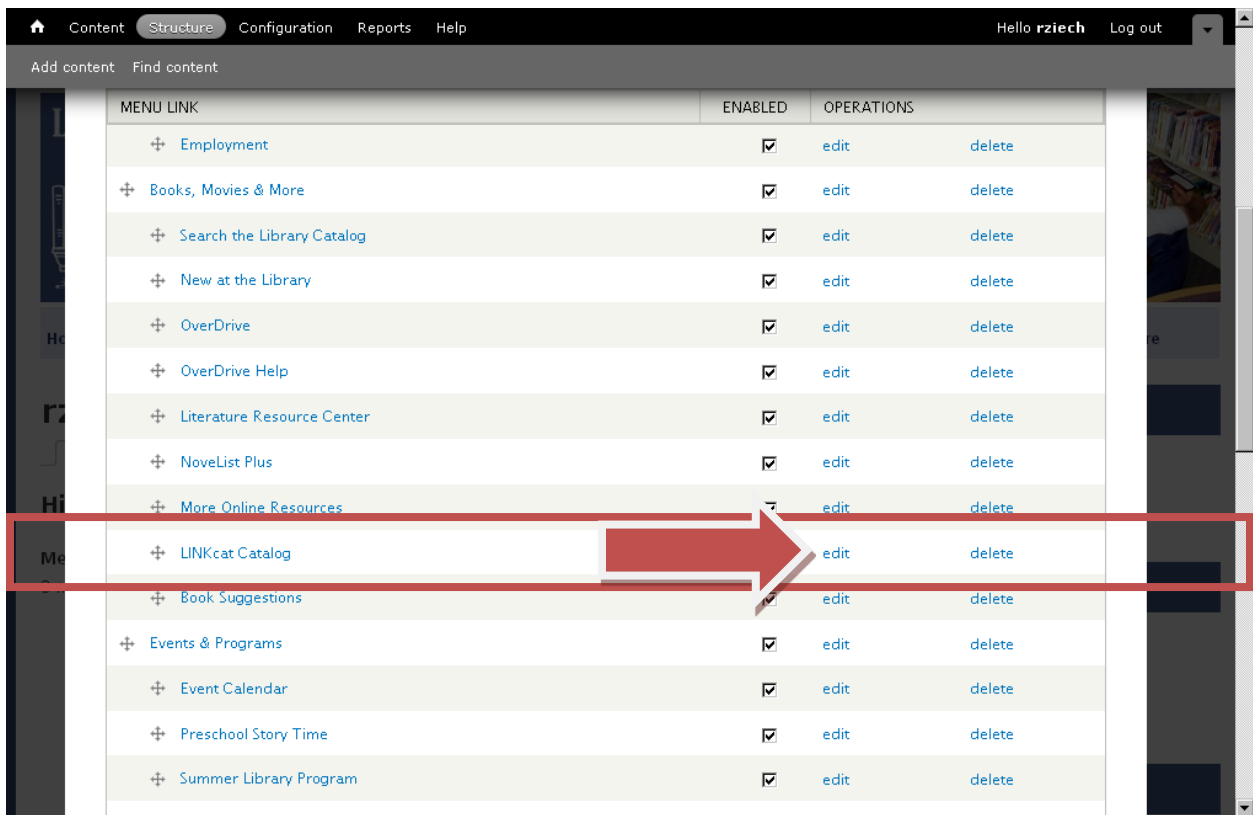 Content Structure Configuration Reports Help Hello rziech Log out
Add content Find content
MENU LINK ENABLED OPERATIONS
Employment edit delete
Books, Movies & More edit delete
Search the Library Catalog edit delete
New at the Library edit delete
OverDrive edit delete
OverDrive Help edit delete
Literature Resource Center edit delete
NoveList Plus edit delete
More Online Resources edit delete
LINKcat Catalog edit delete
Book Suggestions edit delete
Events & Programs edit delete
Event Calendar edit delete
Preschool Story Time edit delete
Summer Library Program edit delete